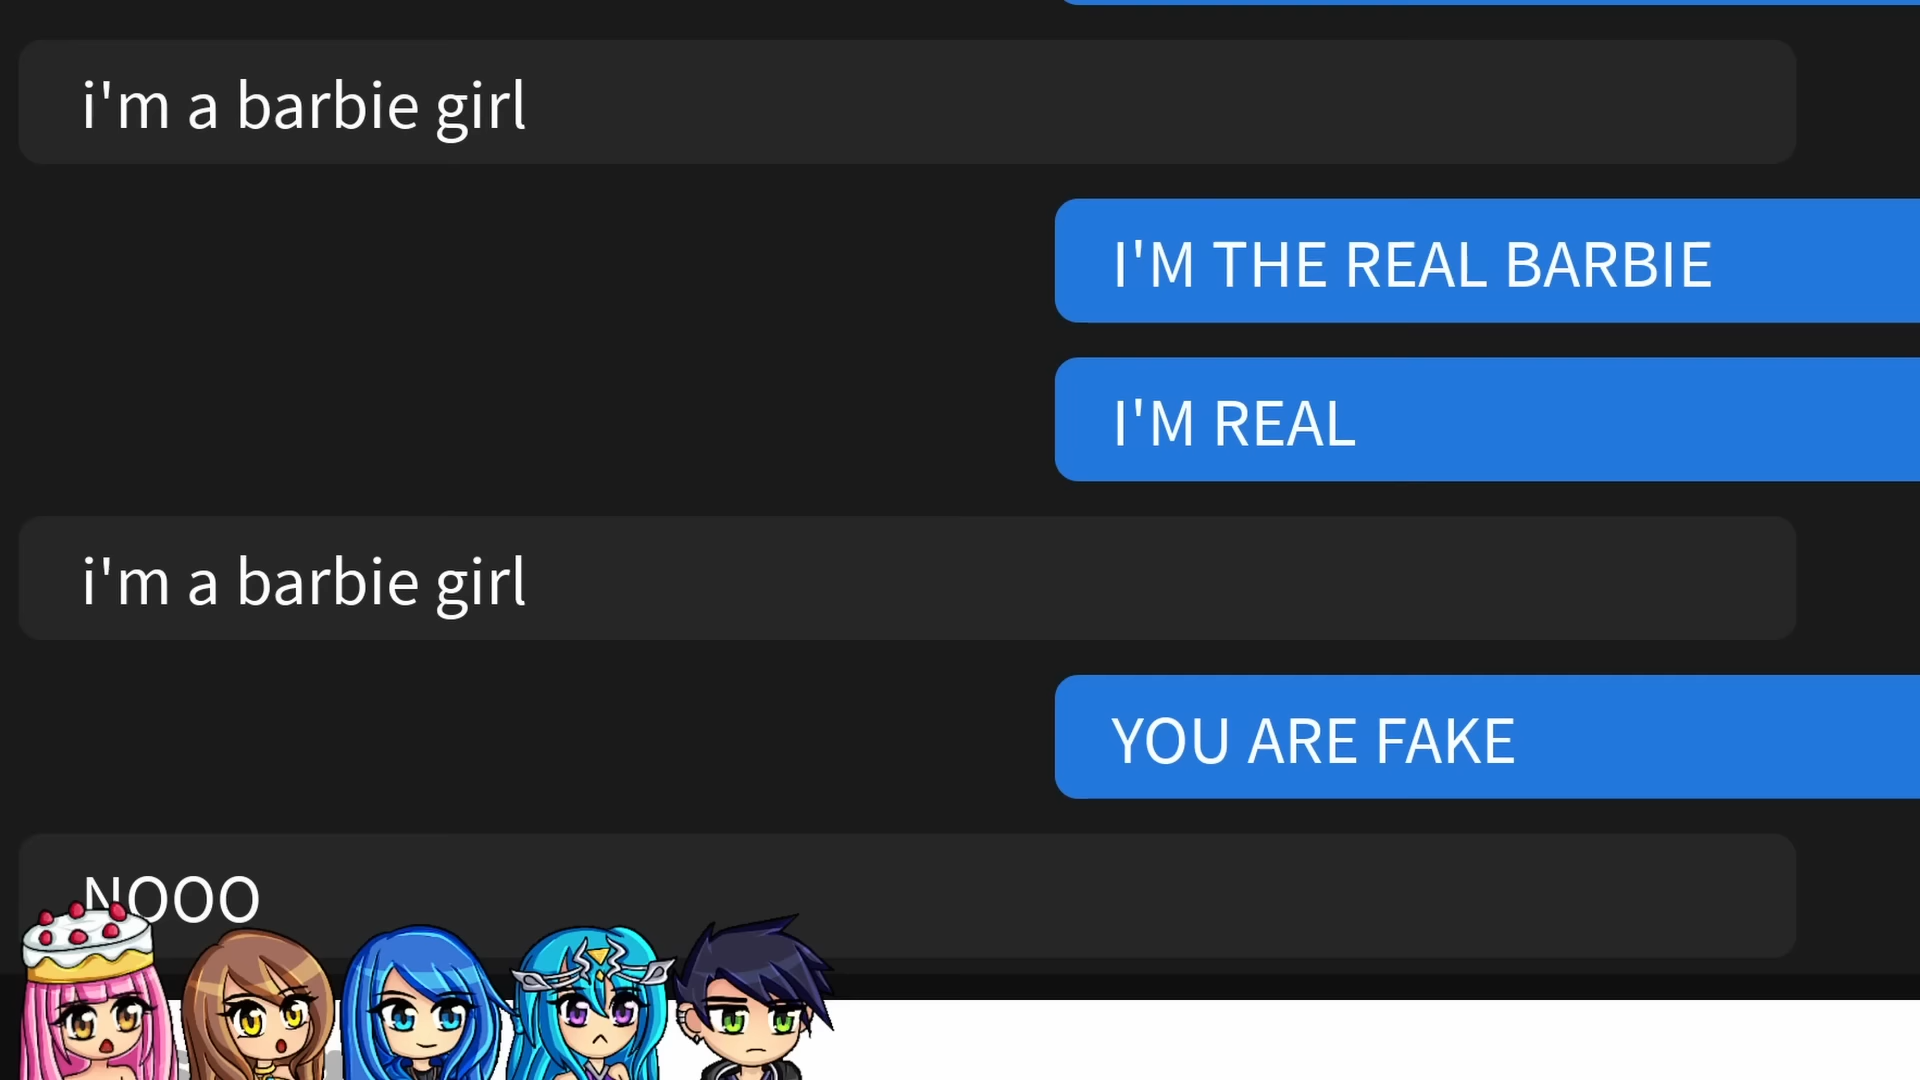 i'm a barbie girl
I'M THE REAL BARBIE
I'M REAL
i'm a barbie girl
YOU ARE FAKE
NOOO